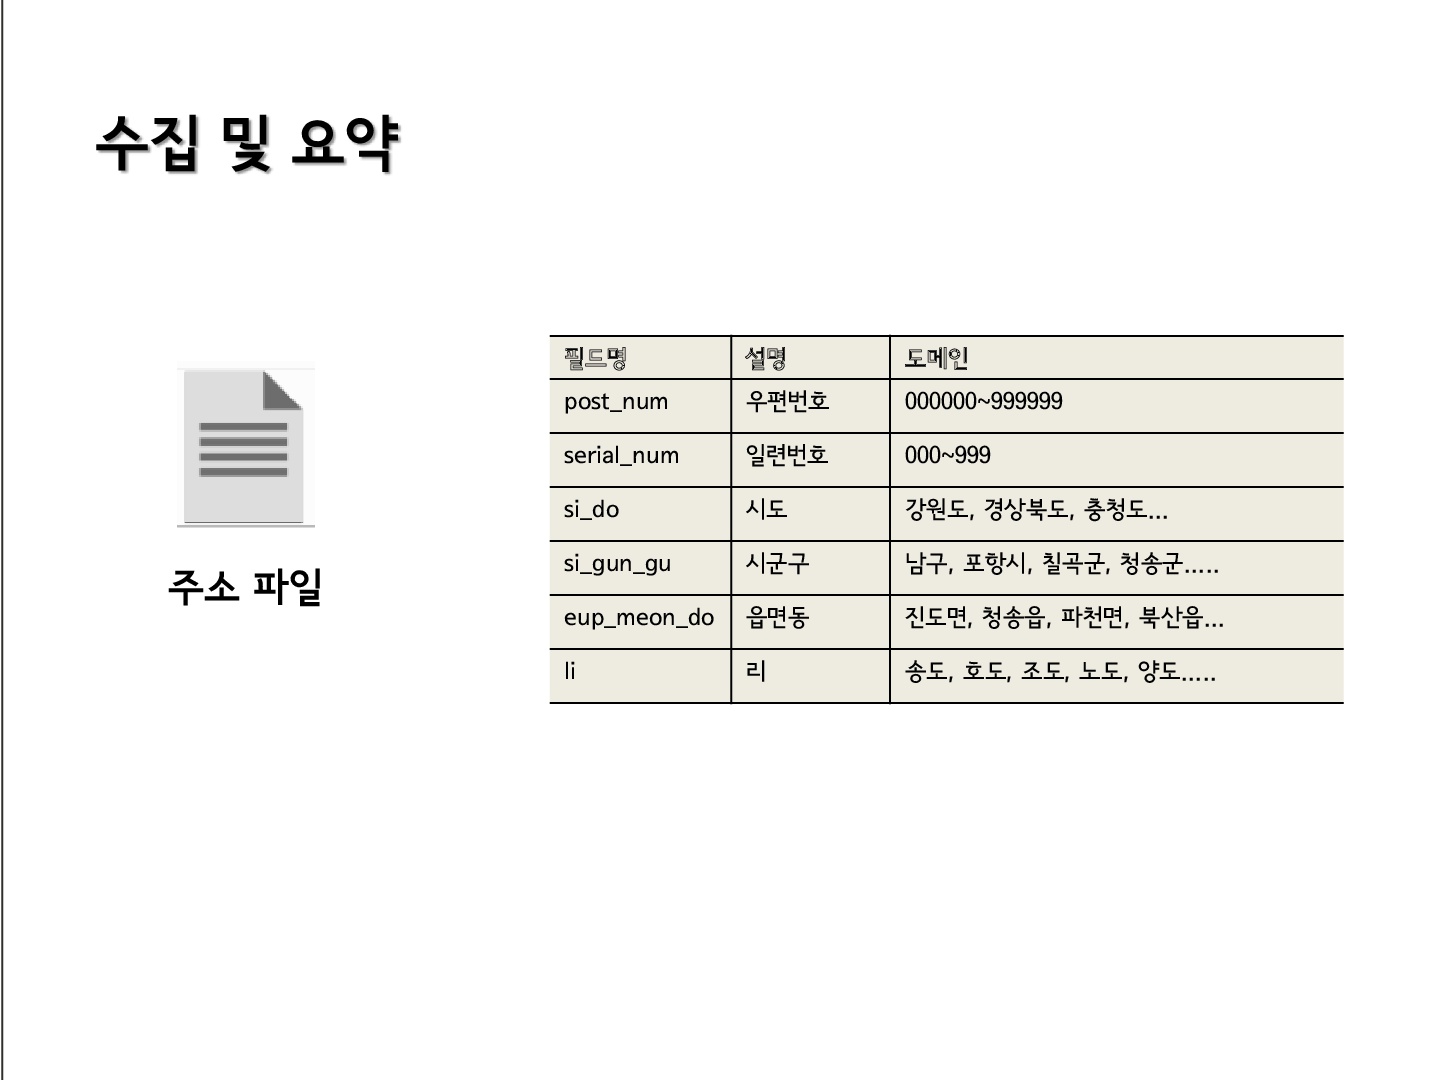 수집 및 요약
주소 파일
필드명 설명 도메인
post_num 우편번호 000000~999999
serial_num 일련번호 000~999
si_do 시도 강원도, 경상북도, 충청도...
si_gun_gu 시군구 남구, 포항시, 칠곡군, 청송군.....
eup_meon_do 읍면동 진도면, 청송읍, 파천면, 북산읍...
li 리 송도, 호도, 조도, 노도, 양도.....